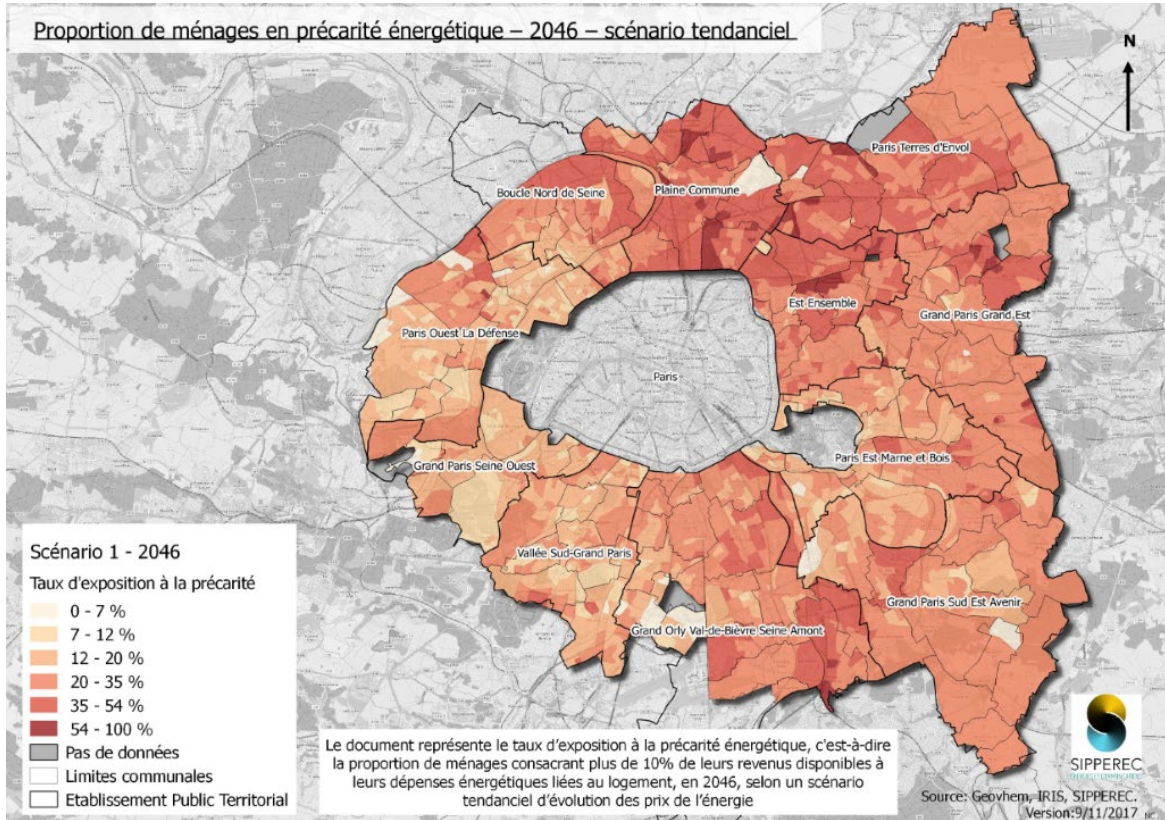 Proportion de ménages en précarité énergétique – 2046 – scénario tendanciel
N
Paris Terres d'Envol
Boucle Nord de Seine
Plaine Commune
Est Ensemble
Grand Paris Grand Est
Paris Ouest La Défense
Paris
Grand Paris Seine Ouest
Paris Est Marne et Bois
Vallée Sud-Grand Paris
Grand Paris Sud Est Avenir
Grand Orly Val-de-Bièvre Seine Amont
Scénario 1 - 2046
Taux d'exposition à la précarité
0 - 7 %
7 - 12 %
12 - 20 %
20 - 35 %
35 - 54 %
54 - 100 %
Pas de données
Limites communales
Etablissement Public Territorial
Le document représente le taux d'exposition à la précarité énergétique, c'est-à-dire
la proportion de ménages consacrant plus de 10% de leurs revenus disponibles à
leurs dépenses énergétiques liées au logement, en 2046, selon un scénario
tendanciel d'évolution des prix de l'énergie
SIPPEREC
Source: Geovhem, IRIS, SIPPEREC.
Version:9/11/2017
NC